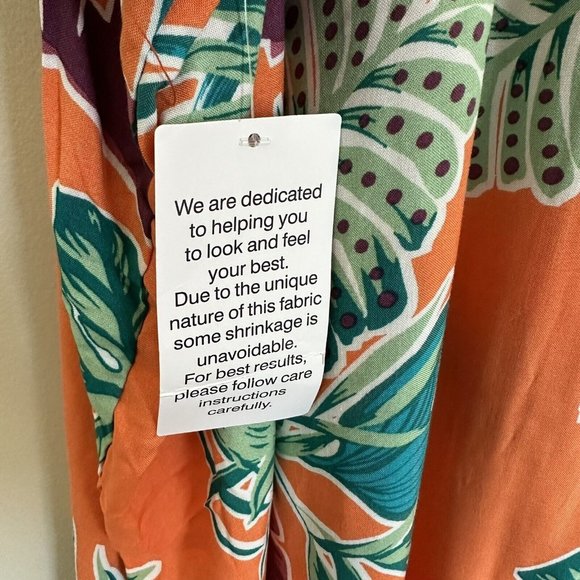 We are dedicated
to helping you
to look and feel
your best.
Due to the unique
nature of this fabric
some shrinkage is
unavoidable.
For best results,
please follow care
instructions
carefully.